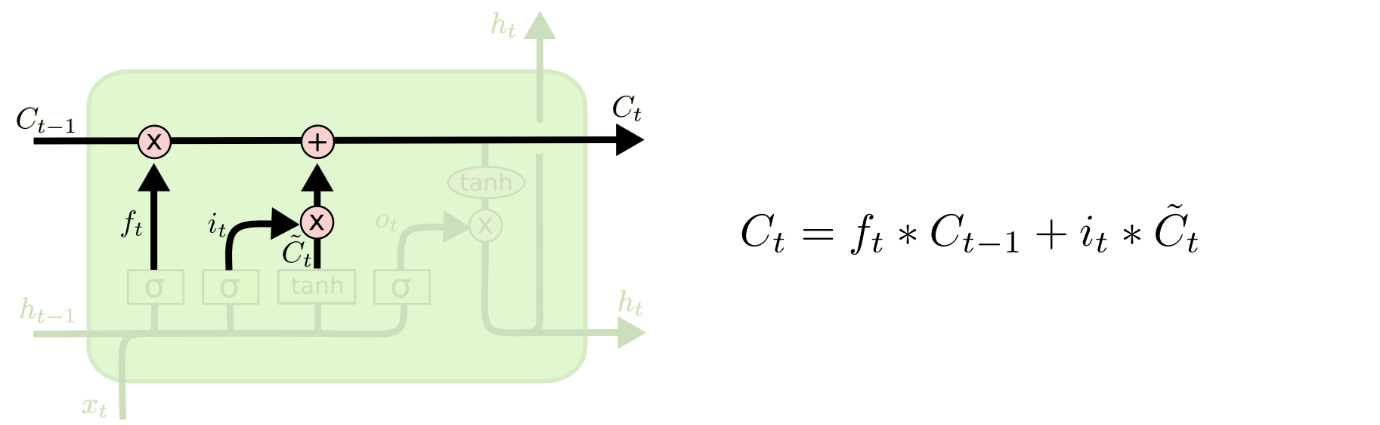 h_t
C_{t-1}
C_t
x
+
tanh
f_t
i_t
x
o_t
x
C̃_t
C_t = f_t * C_{t-1} + i_t * C̃_t
σ
σ
tanh
σ
h_{t-1}
h_t
x_t